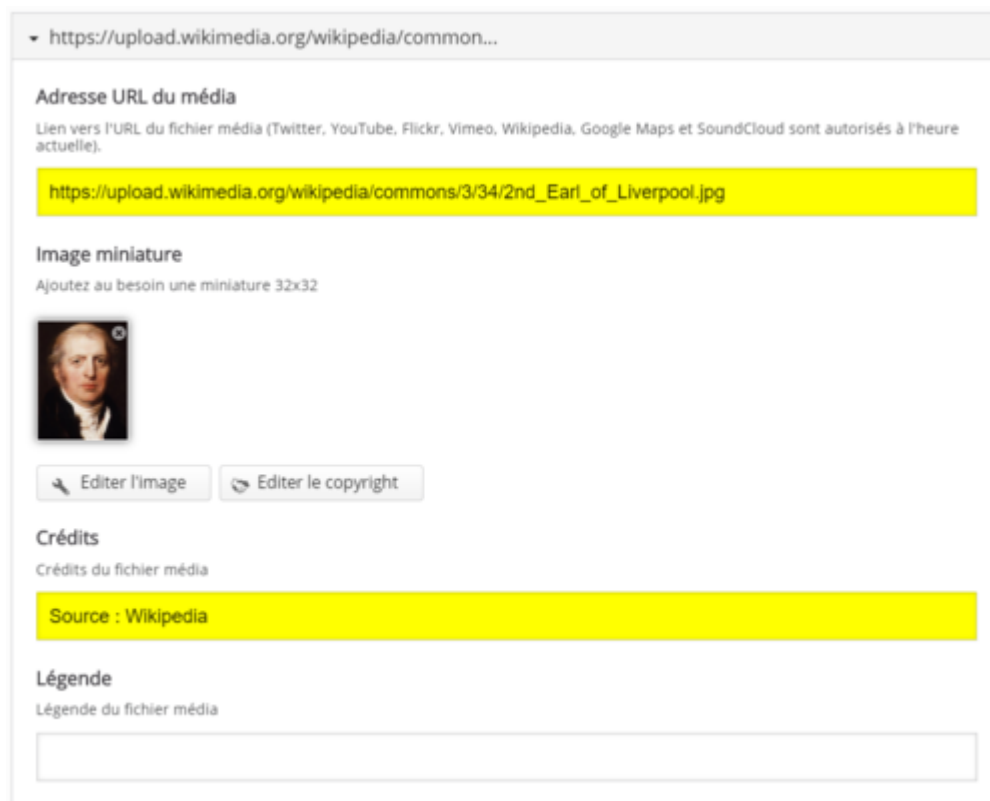 https://upload.wikimedia.org/wikipedia/common...
Adresse URL du média
Lien vers l'URL du fichier média (Twitter, YouTube, Flickr, Vimeo, Wikipedia, Google Maps et SoundCloud sont autorisés à l'heure
actuelle).
https://upload.wikimedia.org/wikipedia/commons/3/34/2nd_Earl_of_Liverpool.jpg
Image miniature
Ajoutez au besoin une miniature 32x32
Editer l'image Editer le copyright
Crédits
Crédits du fichier média
Source : Wikipedia
Légende
Légende du fichier média